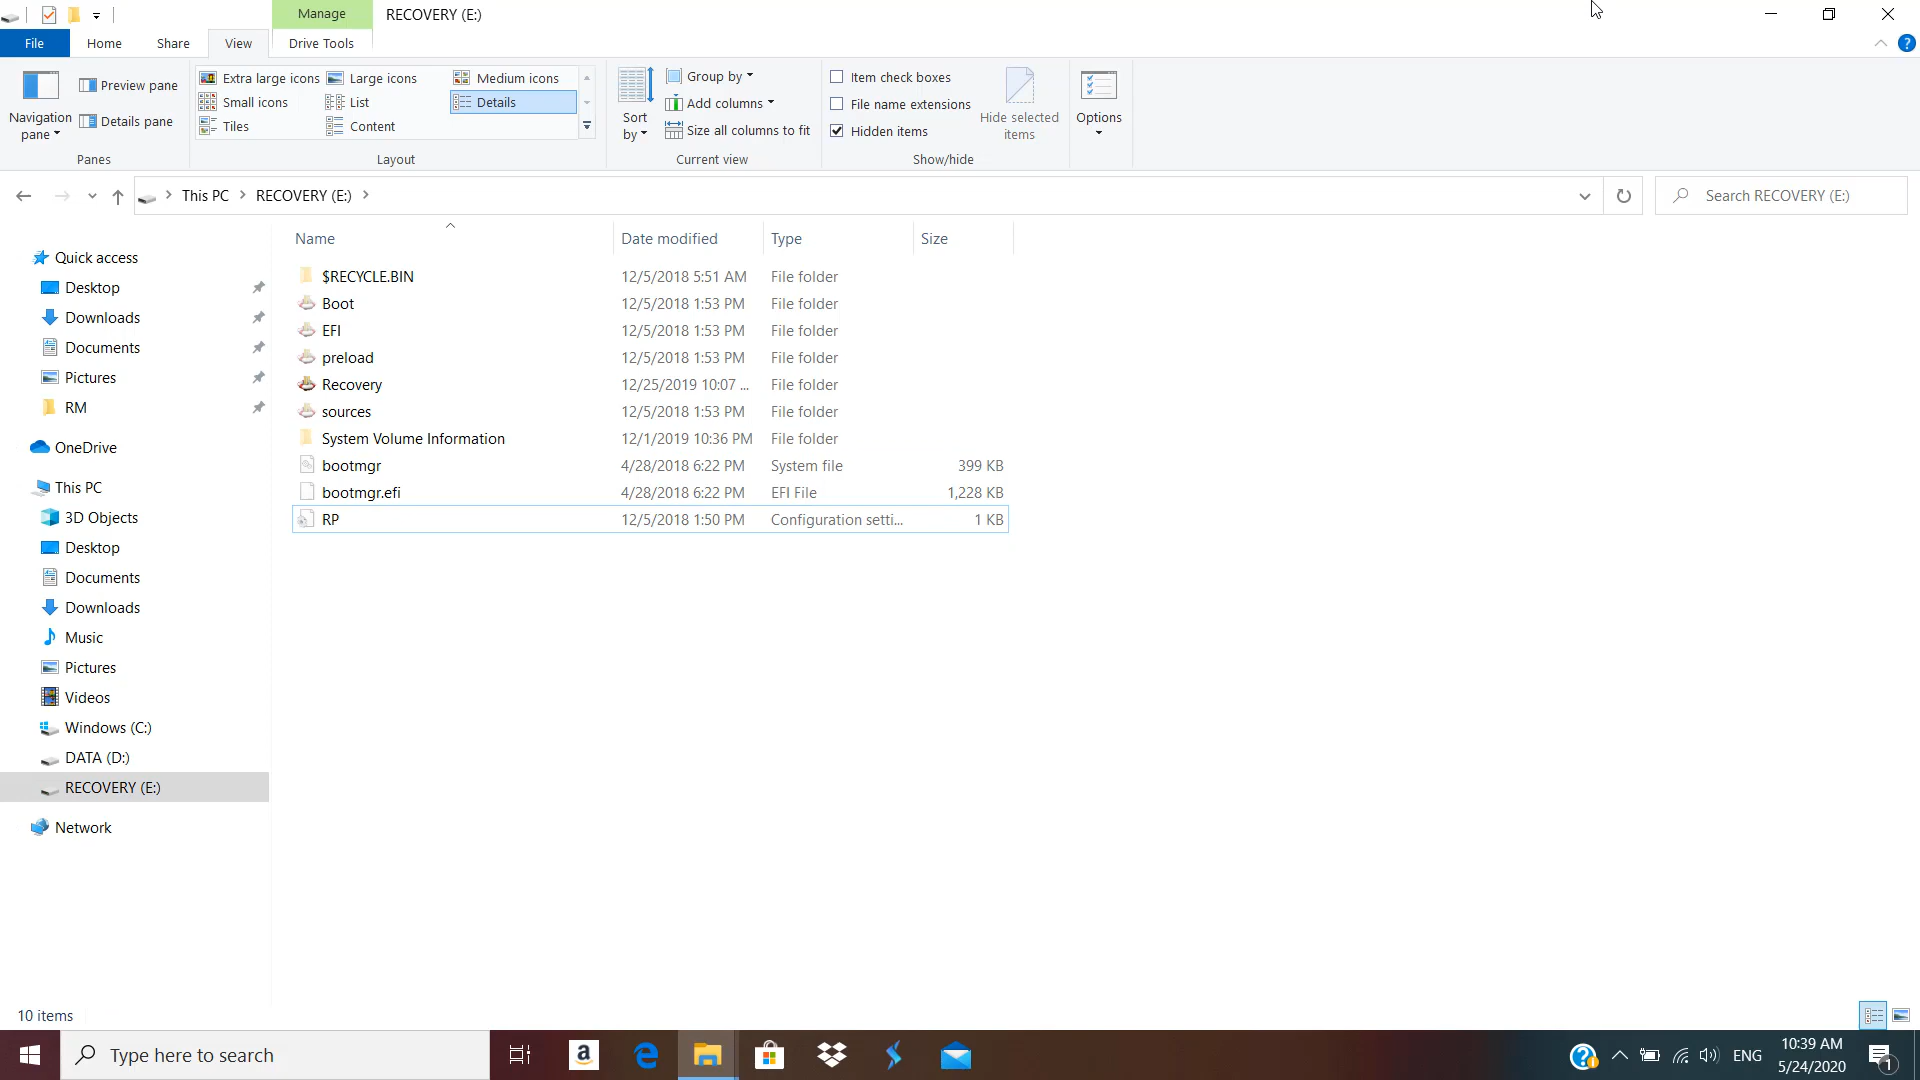 Manage
RECOVERY (E:)
File
Home
Share
View
Drive Tools
Navigation pane
Preview pane
Details pane
Panes
Extra large icons
Large icons
Medium icons
Small icons
List
Details
Tiles
Content
Layout
Sort by
Group by
Add columns
Size all columns to fit
Current view
Item check boxes
File name extensions
Hidden items
Hide selected items
Show/hide
Options
This PC
RECOVERY (E:)
Search RECOVERY (E:)
Name Date modified Type Size
$RECYCLE.BIN 12/5/2018 5:51 AM File folder
Boot 12/5/2018 1:53 PM File folder
EFI 12/5/2018 1:53 PM File folder
preload 12/5/2018 1:53 PM File folder
Recovery 12/25/2019 10:07 ... File folder
sources 12/5/2018 1:53 PM File folder
System Volume Information 12/1/2019 10:36 PM File folder
bootmgr 4/28/2018 6:22 PM System file 399 KB
bootmgr.efi 4/28/2018 6:22 PM EFI File 1,228 KB
RP 12/5/2018 1:50 PM Configuration setti... 1 KB
Quick access
Desktop
Downloads
Documents
Pictures
RM
OneDrive
This PC
3D Objects
Desktop
Documents
Downloads
Music
Pictures
Videos
Windows (C:)
DATA (D:)
RECOVERY (E:)
Network
10 items
Type here to search
ENG
10:39 AM
5/24/2020
1